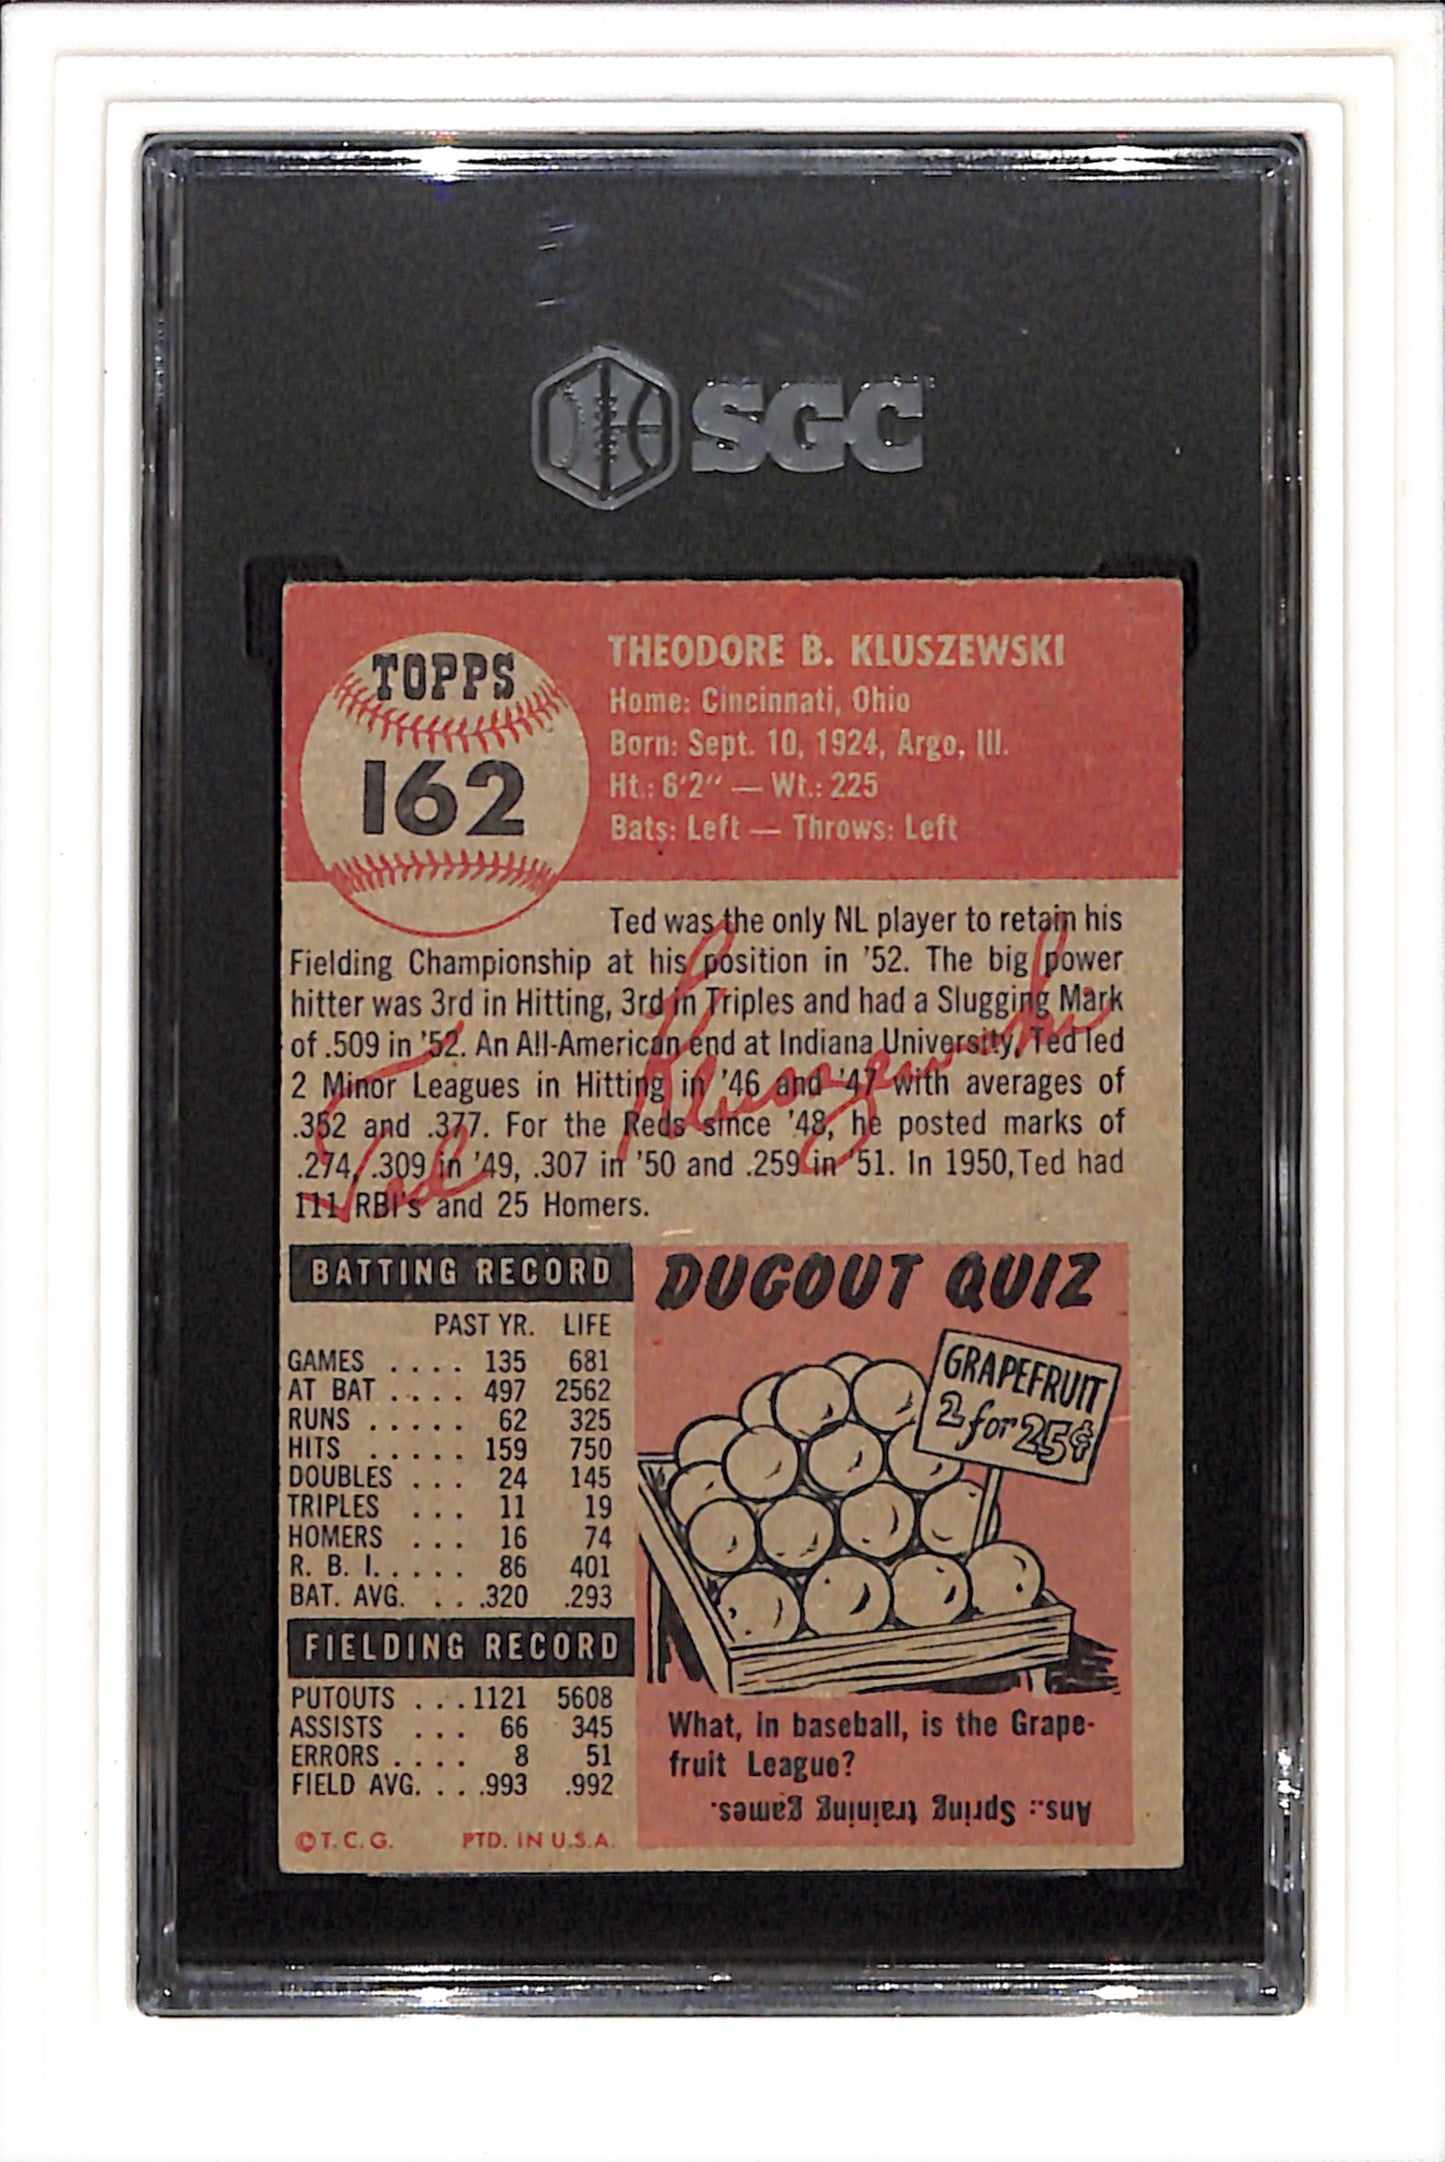 SGC
TOPPS
162
THEODORE B. KLUSZEWSKI
Home: Cincinnati, Ohio
Born: Sept. 10, 1924, Argo, Ill.
Ht.: 6'2" — Wt.: 225
Bats: Left — Throws: Left
Ted was the only NL player to retain his
Fielding Championship at his position in '52. The big power
hitter was 3rd in Hitting, 3rd in Triples and had a Slugging Mark
of .509 in '52. An All-American end at Indiana University, Ted led
2 Minor Leagues in Hitting in '46 and '47 with averages of
.352 and .377. For the Reds since '48, he posted marks of
.274, .309 in '49, .307 in '50 and .259 in '51. In 1950, Ted had
111 RBI's and 25 Homers.
Ted Kluszewski
BATTING RECORD
PAST YR. LIFE
GAMES . . . . 135 681
AT BAT . . . . 497 2562
RUNS . . . . . 62 325
HITS . . . . . 159 750
DOUBLES . . . 24 145
TRIPLES . . . 11 19
HOMERS . . . 16 74
R. B. I. . . . . 86 401
BAT. AVG. . . .320 .293
FIELDING RECORD
PUTOUTS . . . 1121 5608
ASSISTS . . . 66 345
ERRORS . . . . 8 51
FIELD AVG. . . .993 .992
© T. C. G. PTD. IN U.S.A.
DUGOUT QUIZ
GRAPEFRUIT
2 for 25¢
What, in baseball, is the Grape-
fruit League?
Ans.: Spring training games.